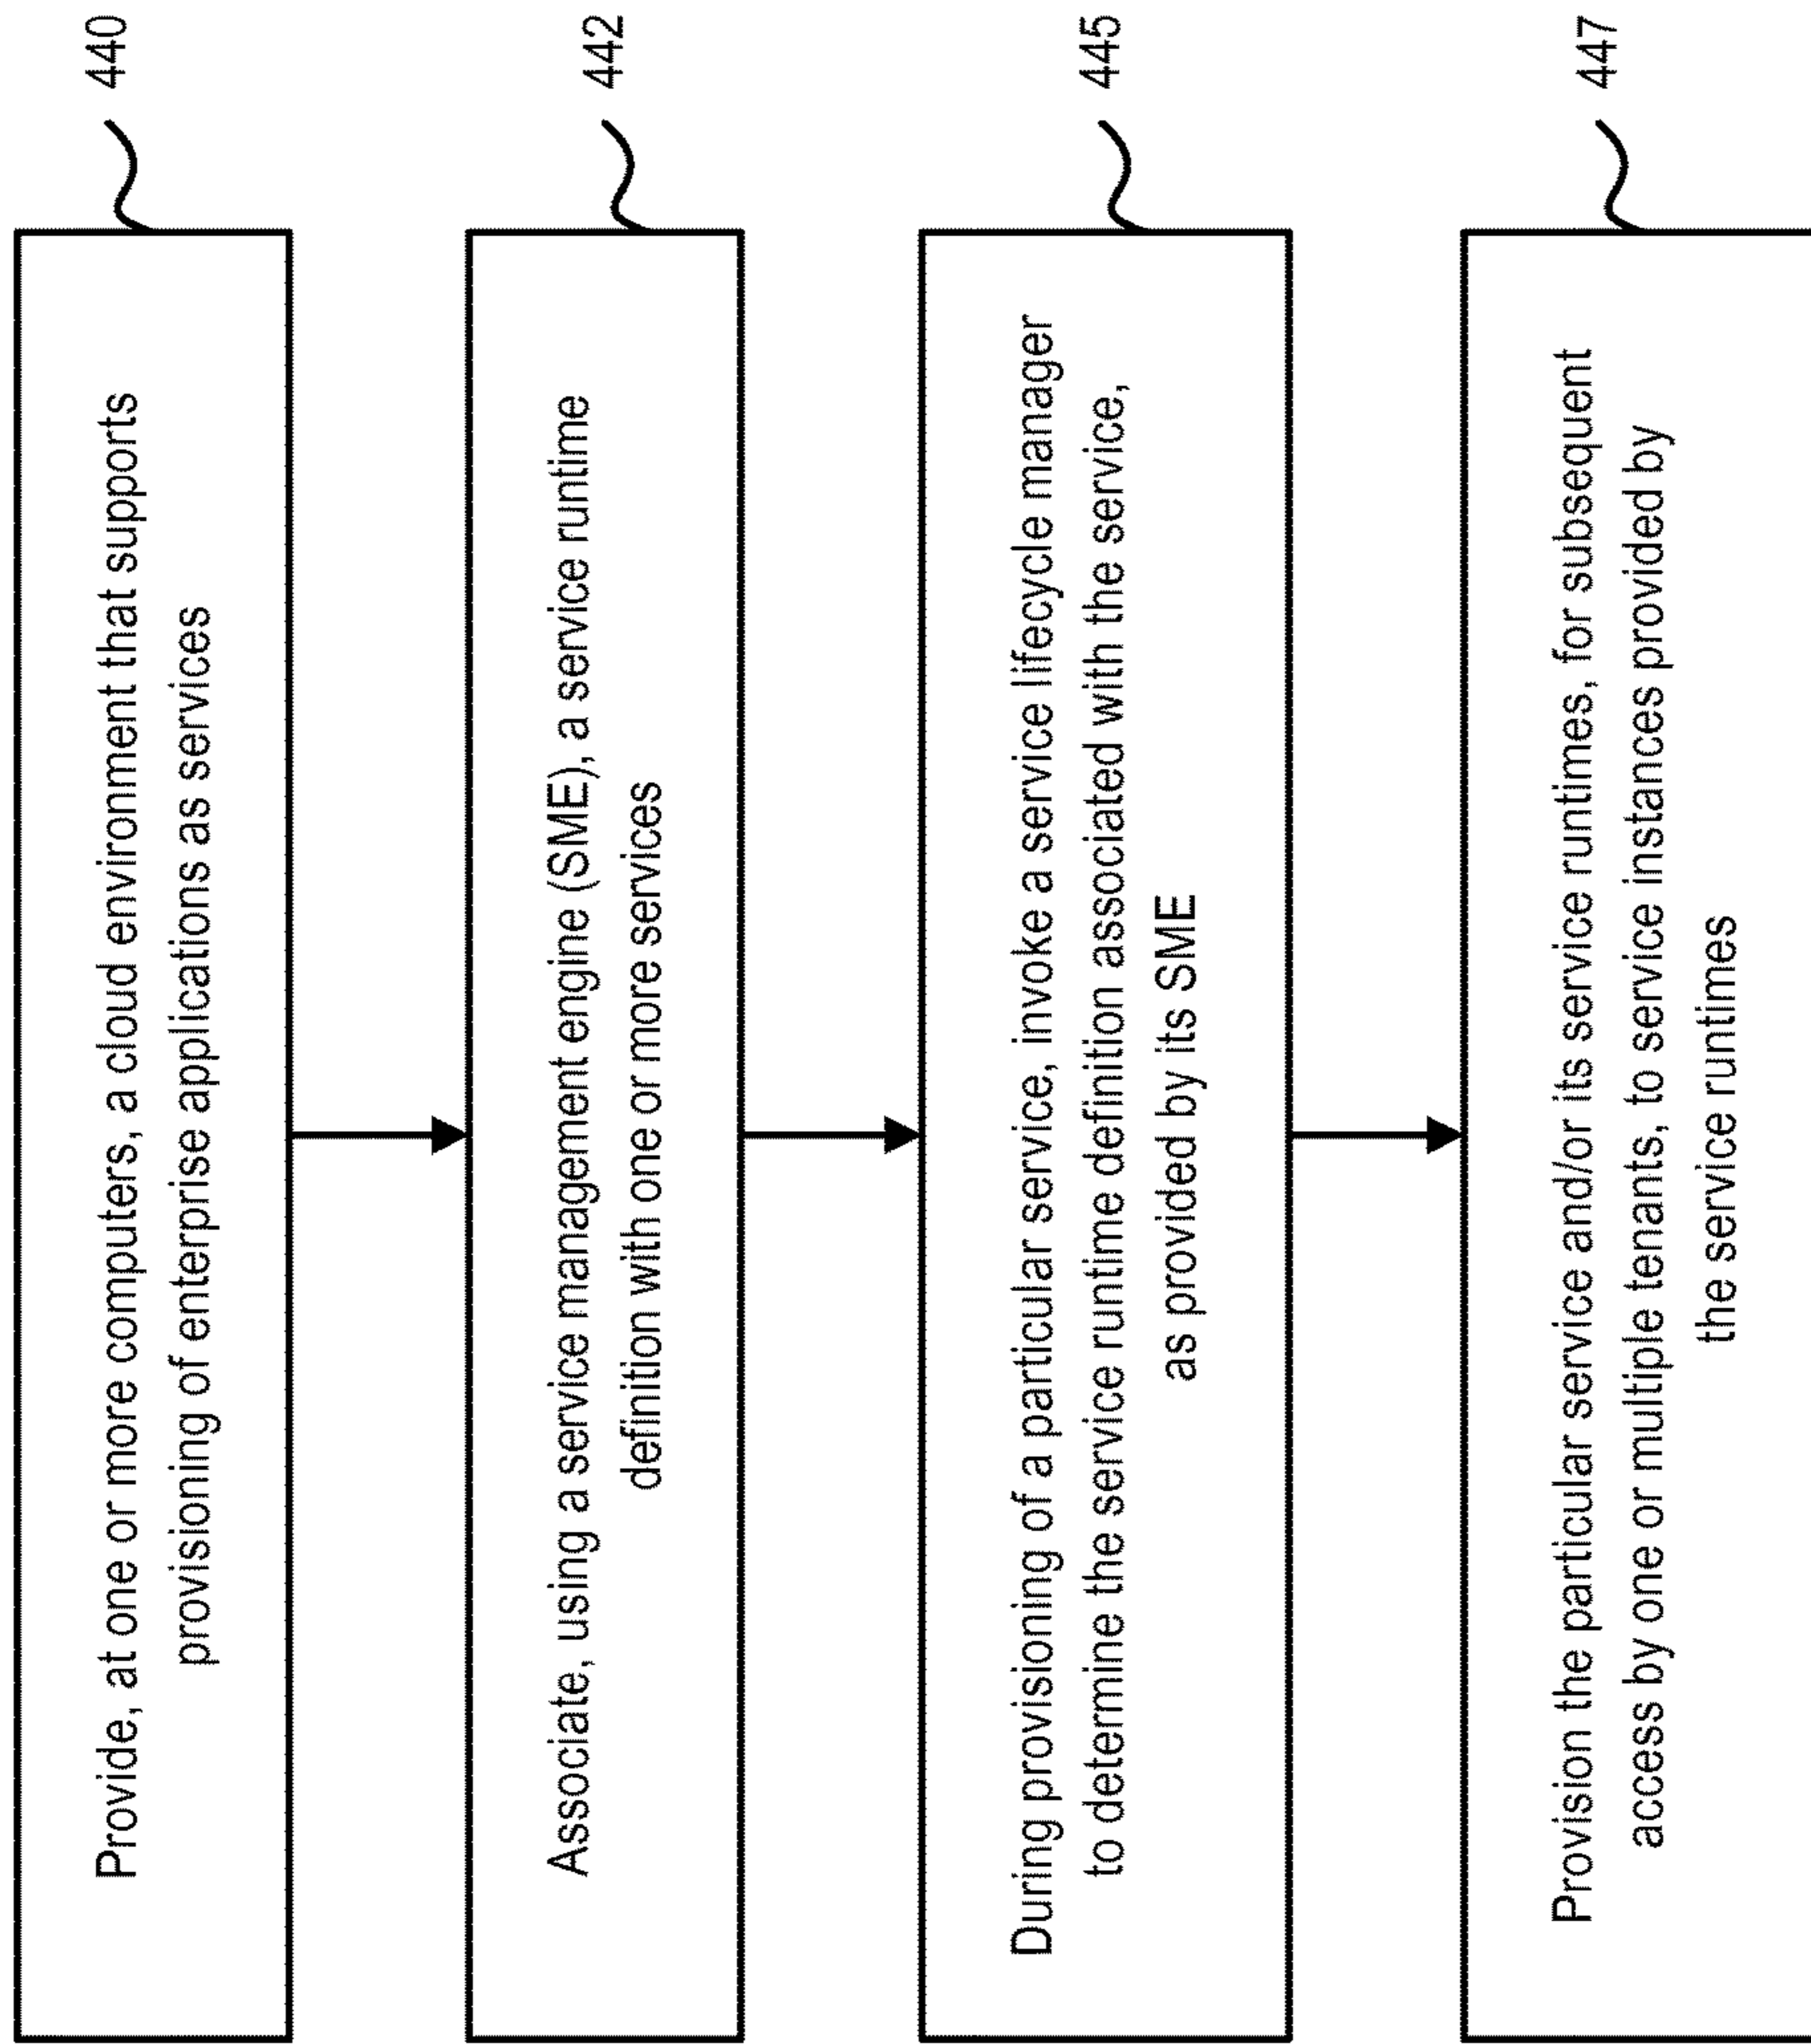 Provide, at one or more computers, a cloud environment that supports
provisioning of enterprise applications as services
440
Associate, using a service management engine (SME), a service runtime
definition with one or more services
442
During provisioning of a particular service, invoke a service lifecycle manager
to determine the service runtime definition associated with the service,
as provided by its SME
445
Provision the particular service and/or its service runtimes, for subsequent
access by one or multiple tenants, to service instances provided by
the service runtimes
447